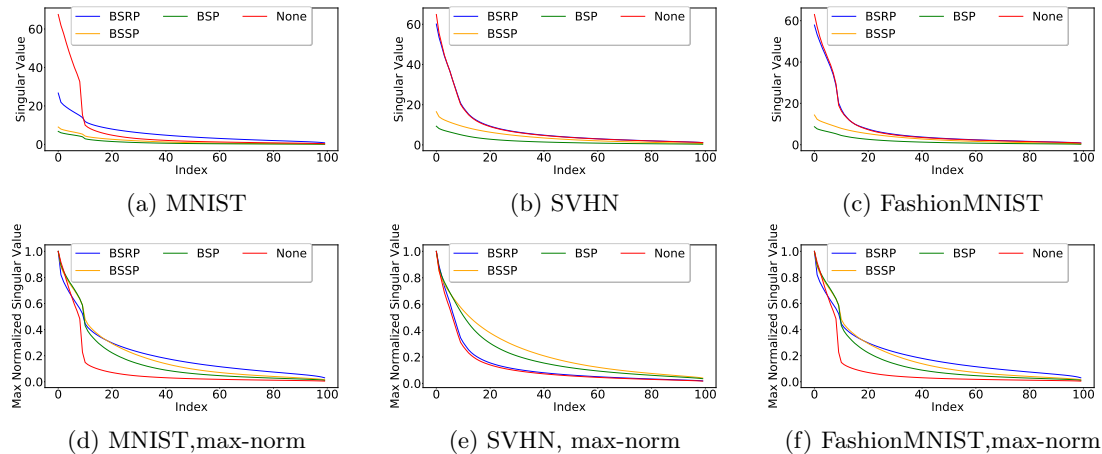 BSRP BSP None
BSSP
Singular Value
60
40
20
0
0 20 40 60 80 100
Index
(a) MNIST
BSRP BSP None
BSSP
Singular Value
60
40
20
0
0 20 40 60 80 100
Index
(b) SVHN
BSRP BSP None
BSSP
Singular Value
60
40
20
0
0 20 40 60 80 100
Index
(c) FashionMNIST
BSRP BSP None
BSSP
Max Normalized Singular Value
1.0
0.8
0.6
0.4
0.2
0.0
0 20 40 60 80 100
Index
(d) MNIST,max-norm
BSRP BSP None
BSSP
Max Normalized Singular Value
1.0
0.8
0.6
0.4
0.2
0.0
0 20 40 60 80 100
Index
(e) SVHN, max-norm
BSRP BSP None
BSSP
Max Normalized Singular Value
1.0
0.8
0.6
0.4
0.2
0.0
0 20 40 60 80 100
Index
(f) FashionMNIST,max-norm